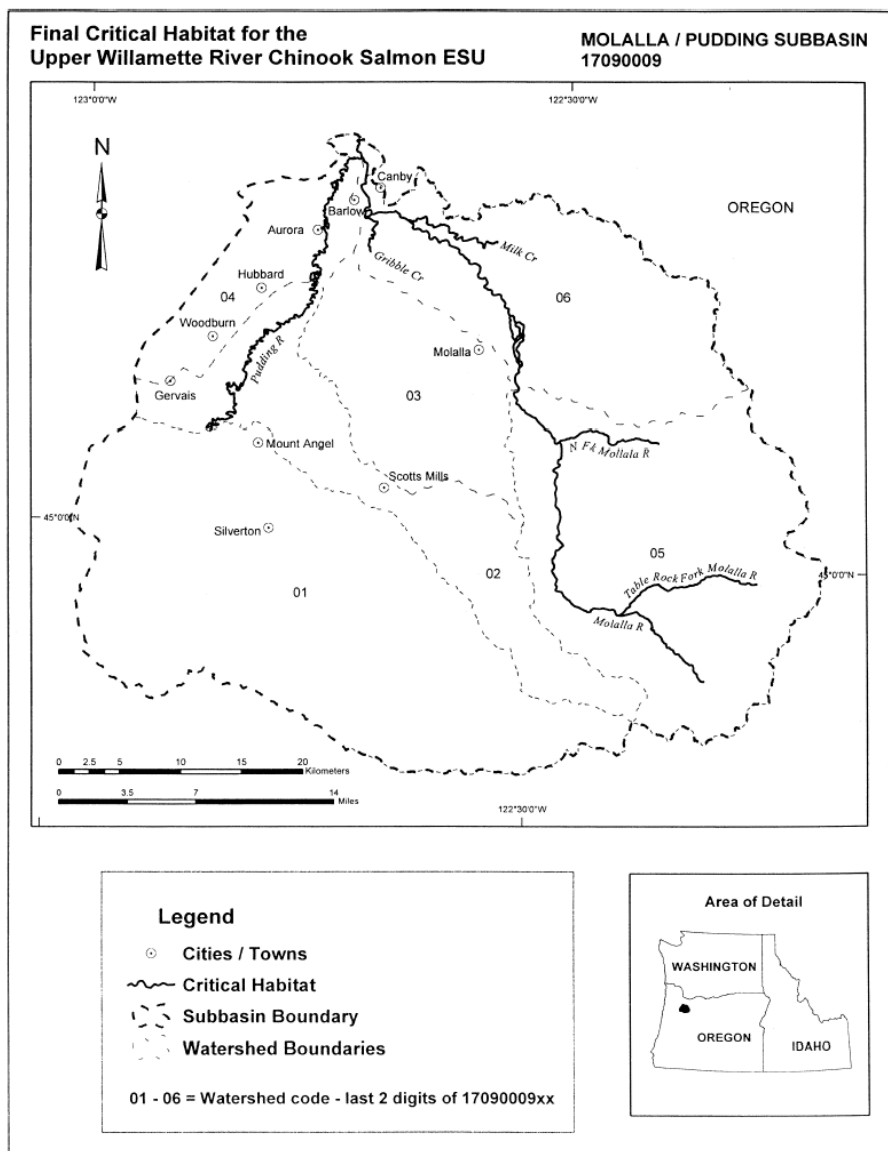 Final Critical Habitat for the
Upper Willamette River Chinook Salmon ESU
MOLALLA / PUDDING SUBBASIN
17090009
123°0'0"W
122°30'0"W
N
OREGON
Canby
Barlow
Aurora
Milk Cr
Gribble Cr
Hubbard
04
06
Woodburn
Pudding R
Molalla
Gervais
03
Mount Angel
N Fk Mollala R
Scotts Mills
45°0'0"N
Silverton
05
02
45°0'0"N
Table Rock Fork Molalla R
01
Molalla R
0 2.5 5 10 15 20
Kilometers
0 3.5 7 14
Miles
122°30'0"W
Legend
Cities / Towns
Critical Habitat
Subbasin Boundary
Watershed Boundaries
01 - 06 = Watershed code - last 2 digits of 17090009xx
Area of Detail
WASHINGTON
OREGON
IDAHO